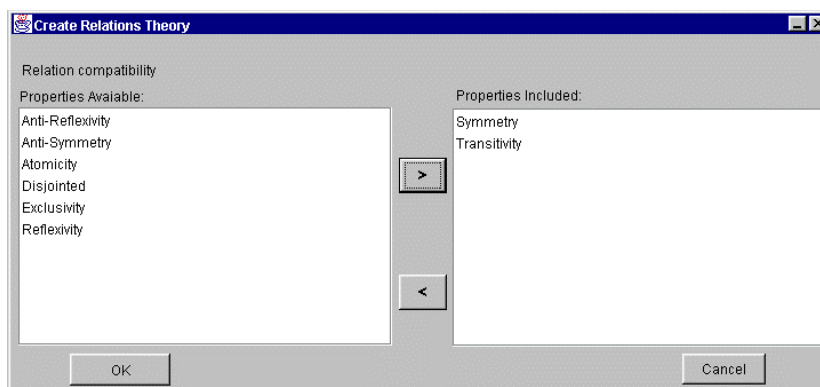 Create Relations Theory
Relation compatibility
Properties Avaiable:
Anti-Reflexivity
Anti-Symmetry
Atomicity
Disjointed
Exclusivity
Reflexivity
>
<
Properties Included:
Symmetry
Transitivity
OK
Cancel